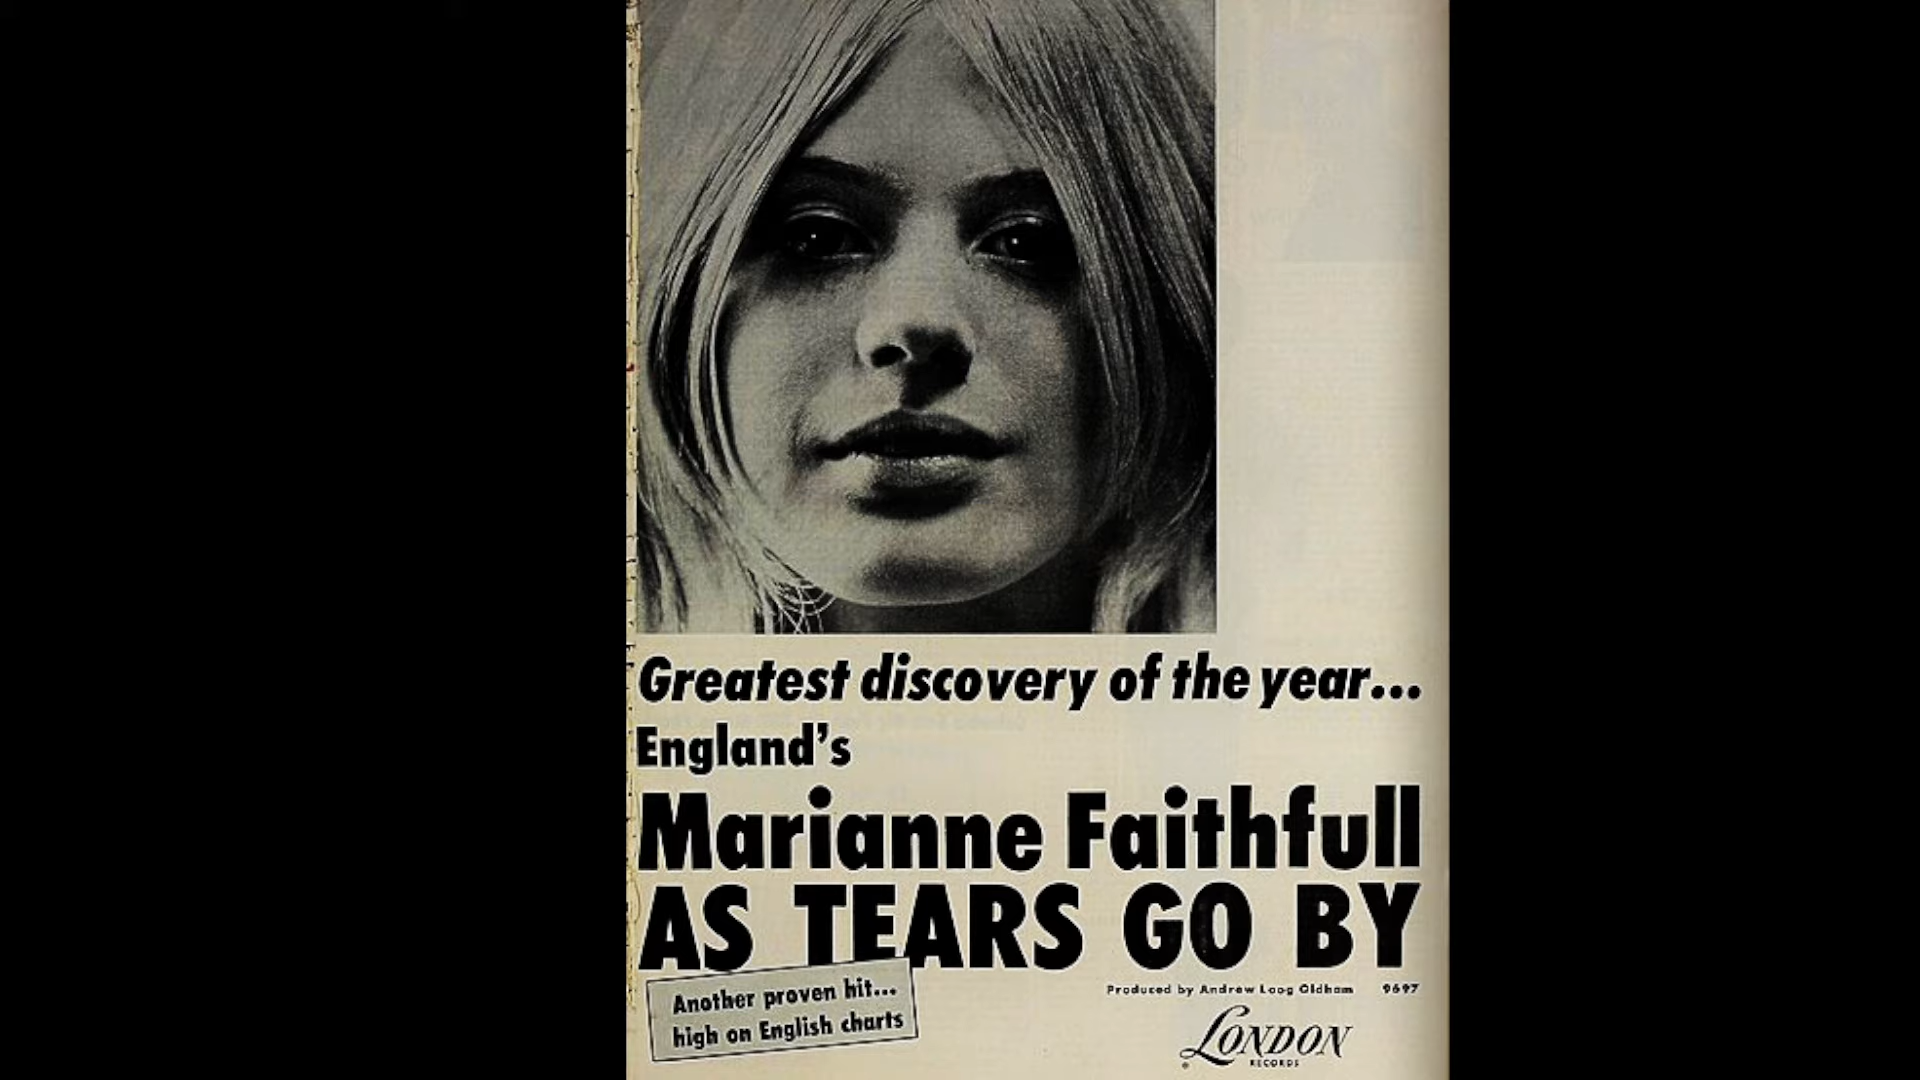 Greatest discovery of the year...
England's
Marianne Faithfull
AS TEARS GO BY
Another proven hit...
high on English charts
Produced by Andrew Loog Oldham 9697
LONDON
RECORDS